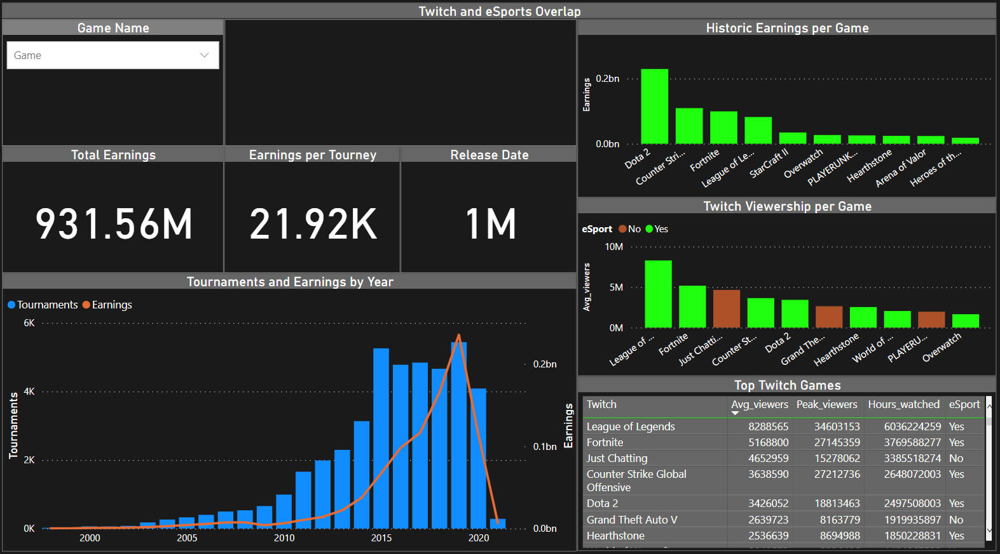 Twitch and eSports Overlap
Game Name
Game
Total Earnings
931.56M
Earnings per Tourney
21.92K
Release Date
1M
Tournaments and Earnings by Year
Tournaments Earnings
6K
4K
2K
0K
Tournaments
0.2bn
0.1bn
0.0bn
Earnings
2000 2005 2010 2015 2020
Historic Earnings per Game
Earnings
0.2bn
0.0bn
Dota 2
Counter Stri...
Fortnite
League of Le...
StarCraft II
Overwatch
PLAYERUNK...
Hearthstone
Arena of Valor
Heroes of th...
Twitch Viewership per Game
eSport No Yes
Avg_viewers
10M
5M
0M
League of ...
Fortnite
Just Chatti...
Counter St...
Dota 2
Grand The...
Hearthstone
World of ...
PLAYERU...
Overwatch
Top Twitch Games
Twitch Avg_viewers Peak_viewers Hours_watched eSport
League of Legends 8288565 34603153 6036224259 Yes
Fortnite 5168800 27145359 3769588277 Yes
Just Chatting 4652959 15278062 3385518274 No
Counter Strike Global 3638590 27212736 2648072003 Yes
Offensive
Dota 2 3426052 18813463 2497508003 Yes
Grand Theft Auto V 2639723 8163779 1919935897 No
Hearthstone 2536639 8694988 1850228831 Yes